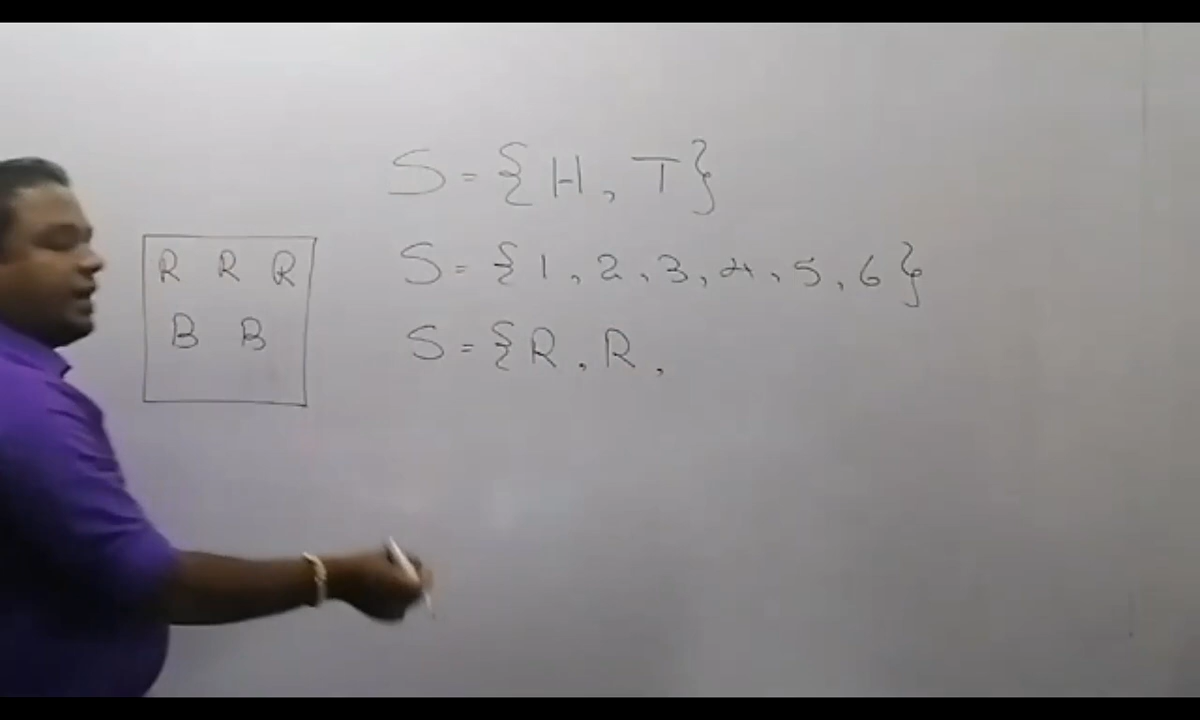 S = {H, T}
R R R
S = {1, 2, 3, 4, 5, 6}
B B
S = {R, R,